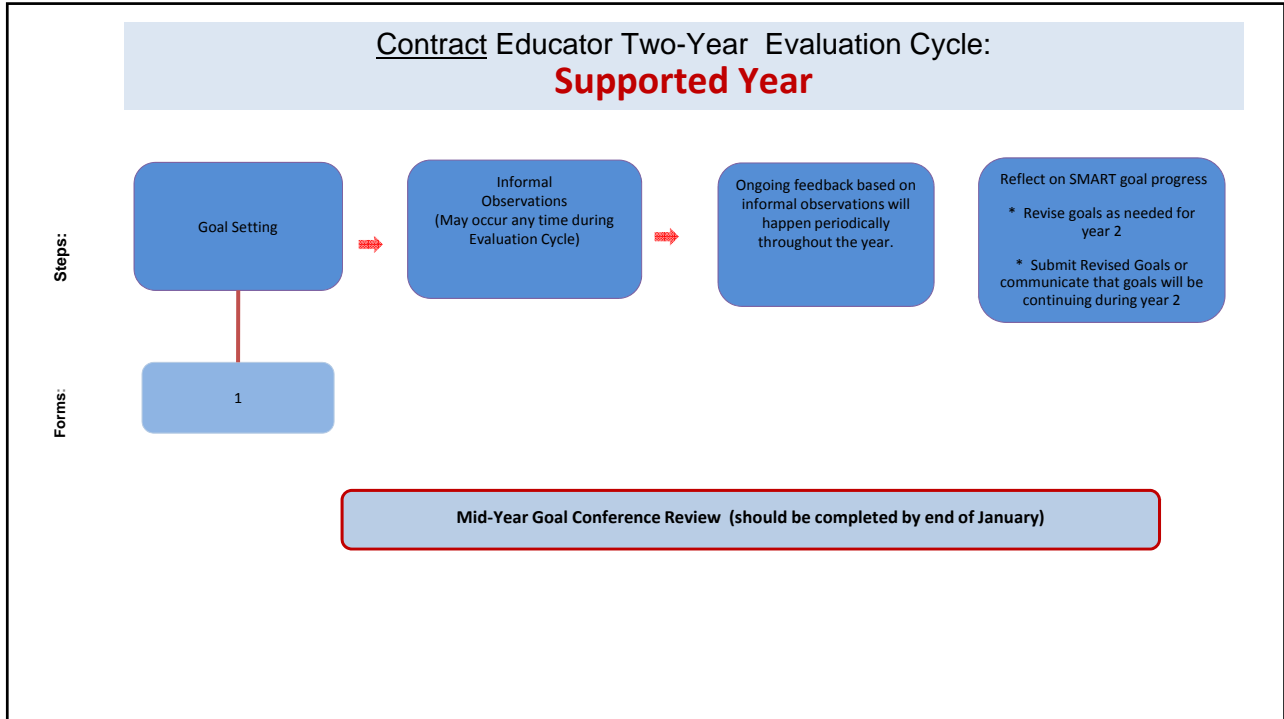 Contract Educator Two-Year Evaluation Cycle:
Supported Year
Steps:
Goal Setting
Informal
Observations
(May occur any time during
Evaluation Cycle)
Ongoing feedback based on
informal observations will
happen periodically
throughout the year.
Reflect on SMART goal progress
* Revise goals as needed for
year 2
* Submit Revised Goals or
communicate that goals will be
continuing during year 2
Forms:
1
Mid-Year Goal Conference Review (should be completed by end of January)